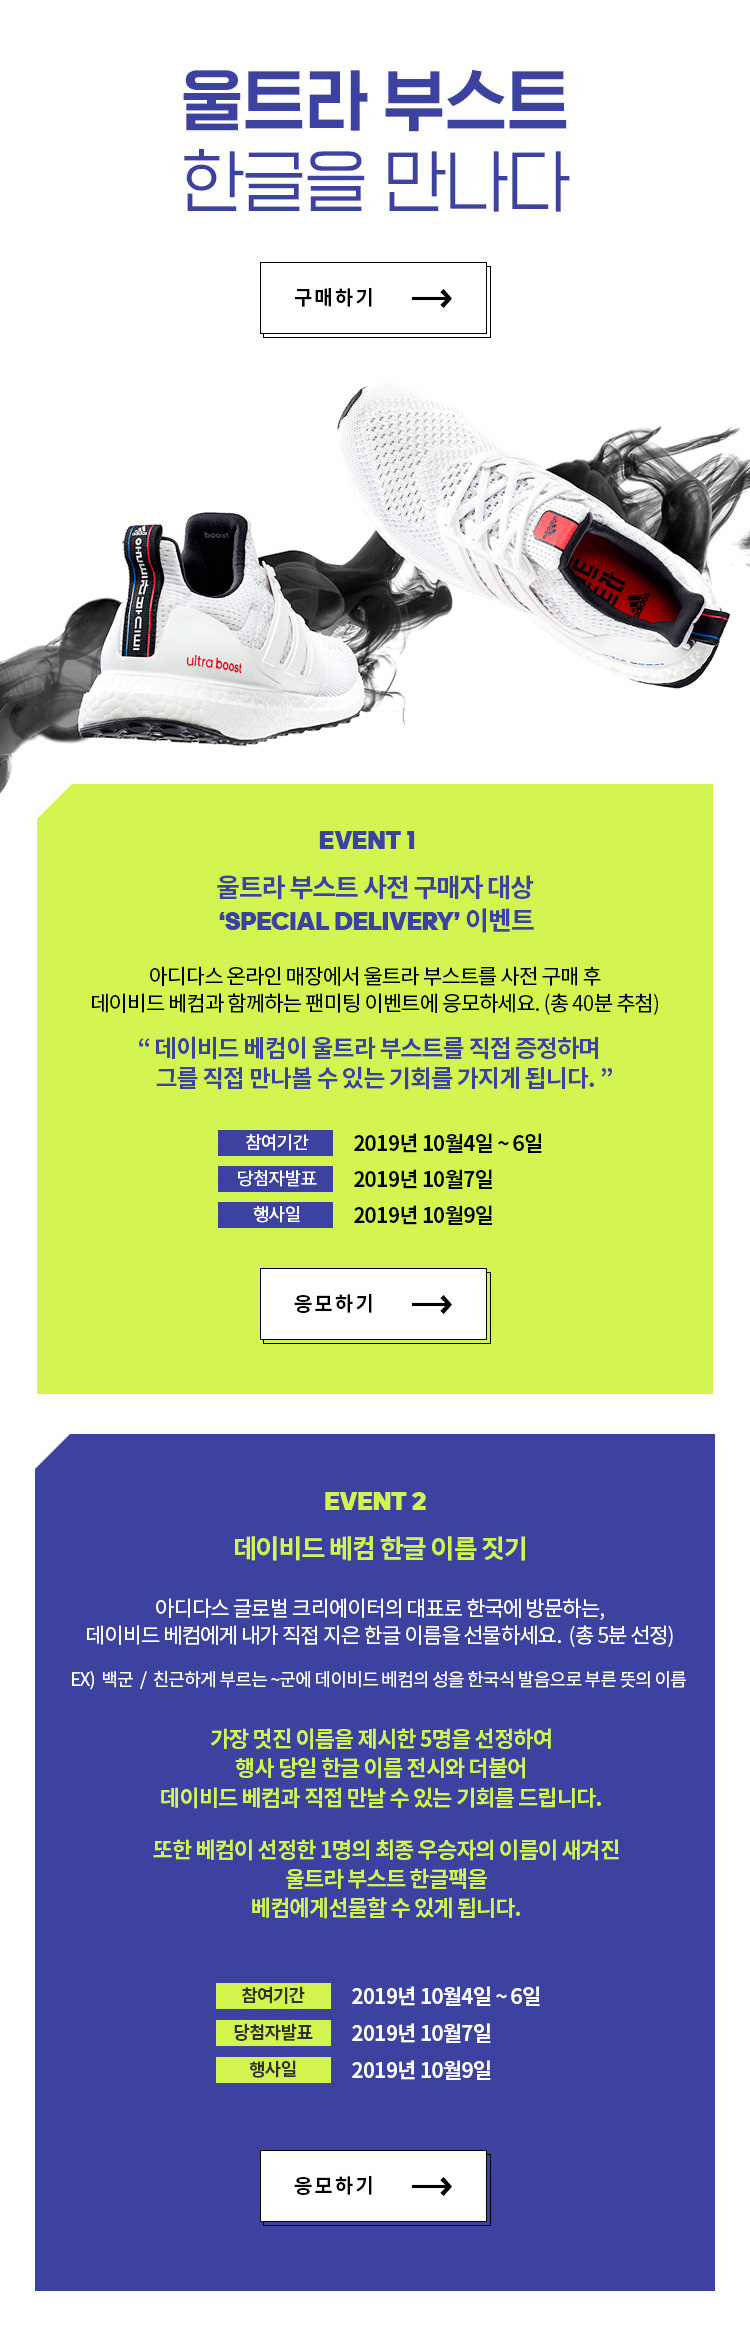 울트라 부스트
한글을 만나다
구매하기
boost
adidas
울트라부스트
ultra boost
울트라
adidas
EVENT 1
울트라 부스트 사전 구매자 대상
‘SPECIAL DELIVERY’ 이벤트
아디다스 온라인 매장에서 울트라 부스트를 사전 구매 후
데이비드 베컴과 함께하는 팬미팅 이벤트에 응모하세요. (총 40분 추첨)
“ 데이비드 베컴이 울트라 부스트를 직접 증정하며
그를 직접 만나볼 수 있는 기회를 가지게 됩니다. ”
참여기간 2019년 10월4일 ~ 6일
당첨자발표 2019년 10월7일
행사일 2019년 10월9일
응모하기
EVENT 2
데이비드 베컴 한글 이름 짓기
아디다스 글로벌 크리에이터의 대표로 한국에 방문하는,
데이비드 베컴에게 내가 직접 지은 한글 이름을 선물하세요. (총 5분 선정)
EX) 백군 / 친근하게 부르는 ~군에 데이비드 베컴의 성을 한국식 발음으로 부른 뜻의 이름
가장 멋진 이름을 제시한 5명을 선정하여
행사 당일 한글 이름 전시와 더불어
데이비드 베컴과 직접 만날 수 있는 기회를 드립니다.
또한 베컴이 선정한 1명의 최종 우승자의 이름이 새겨진
울트라 부스트 한글팩을
베컴에게선물할 수 있게 됩니다.
참여기간 2019년 10월4일 ~ 6일
당첨자발표 2019년 10월7일
행사일 2019년 10월9일
응모하기